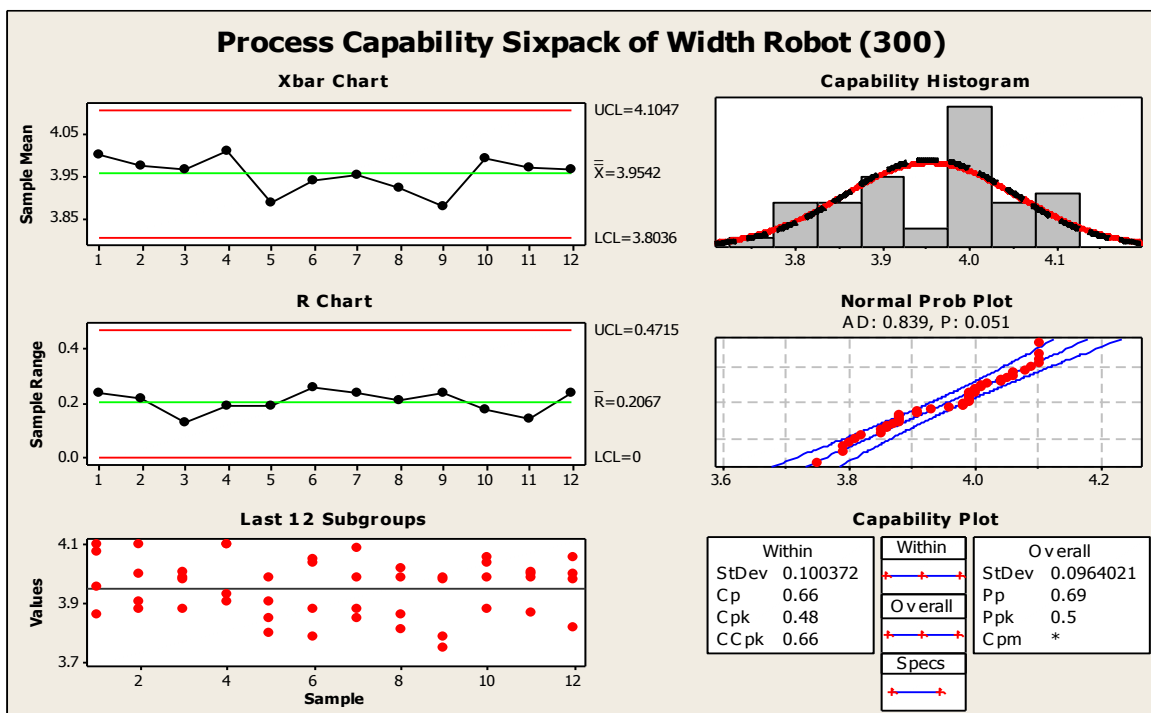 Process Capability Sixpack of Width Robot (300)
Xbar Chart
Sample Mean
4.05
3.95
3.85
1 2 3 4 5 6 7 8 9 10 11 12
UCL=4.1047
X=3.9542
LCL=3.8036
Capability Histogram
3.8 3.9 4.0 4.1
R Chart
Sample Range
0.4
0.2
0.0
1 2 3 4 5 6 7 8 9 10 11 12
UCL=0.4715
R=0.2067
LCL=0
Normal Prob Plot
AD: 0.839, P: 0.051
3.6 3.8 4.0 4.2
Last 12 Subgroups
Values
4.1
3.9
3.7
2 4 6 8 10 12
Sample
Capability Plot
Within
StDev 0.100372
Cp 0.66
Cpk 0.48
CCpk 0.66
Within
Overall
Specs
Overall
StDev 0.0964021
Pp 0.69
Ppk 0.5
Cpm *